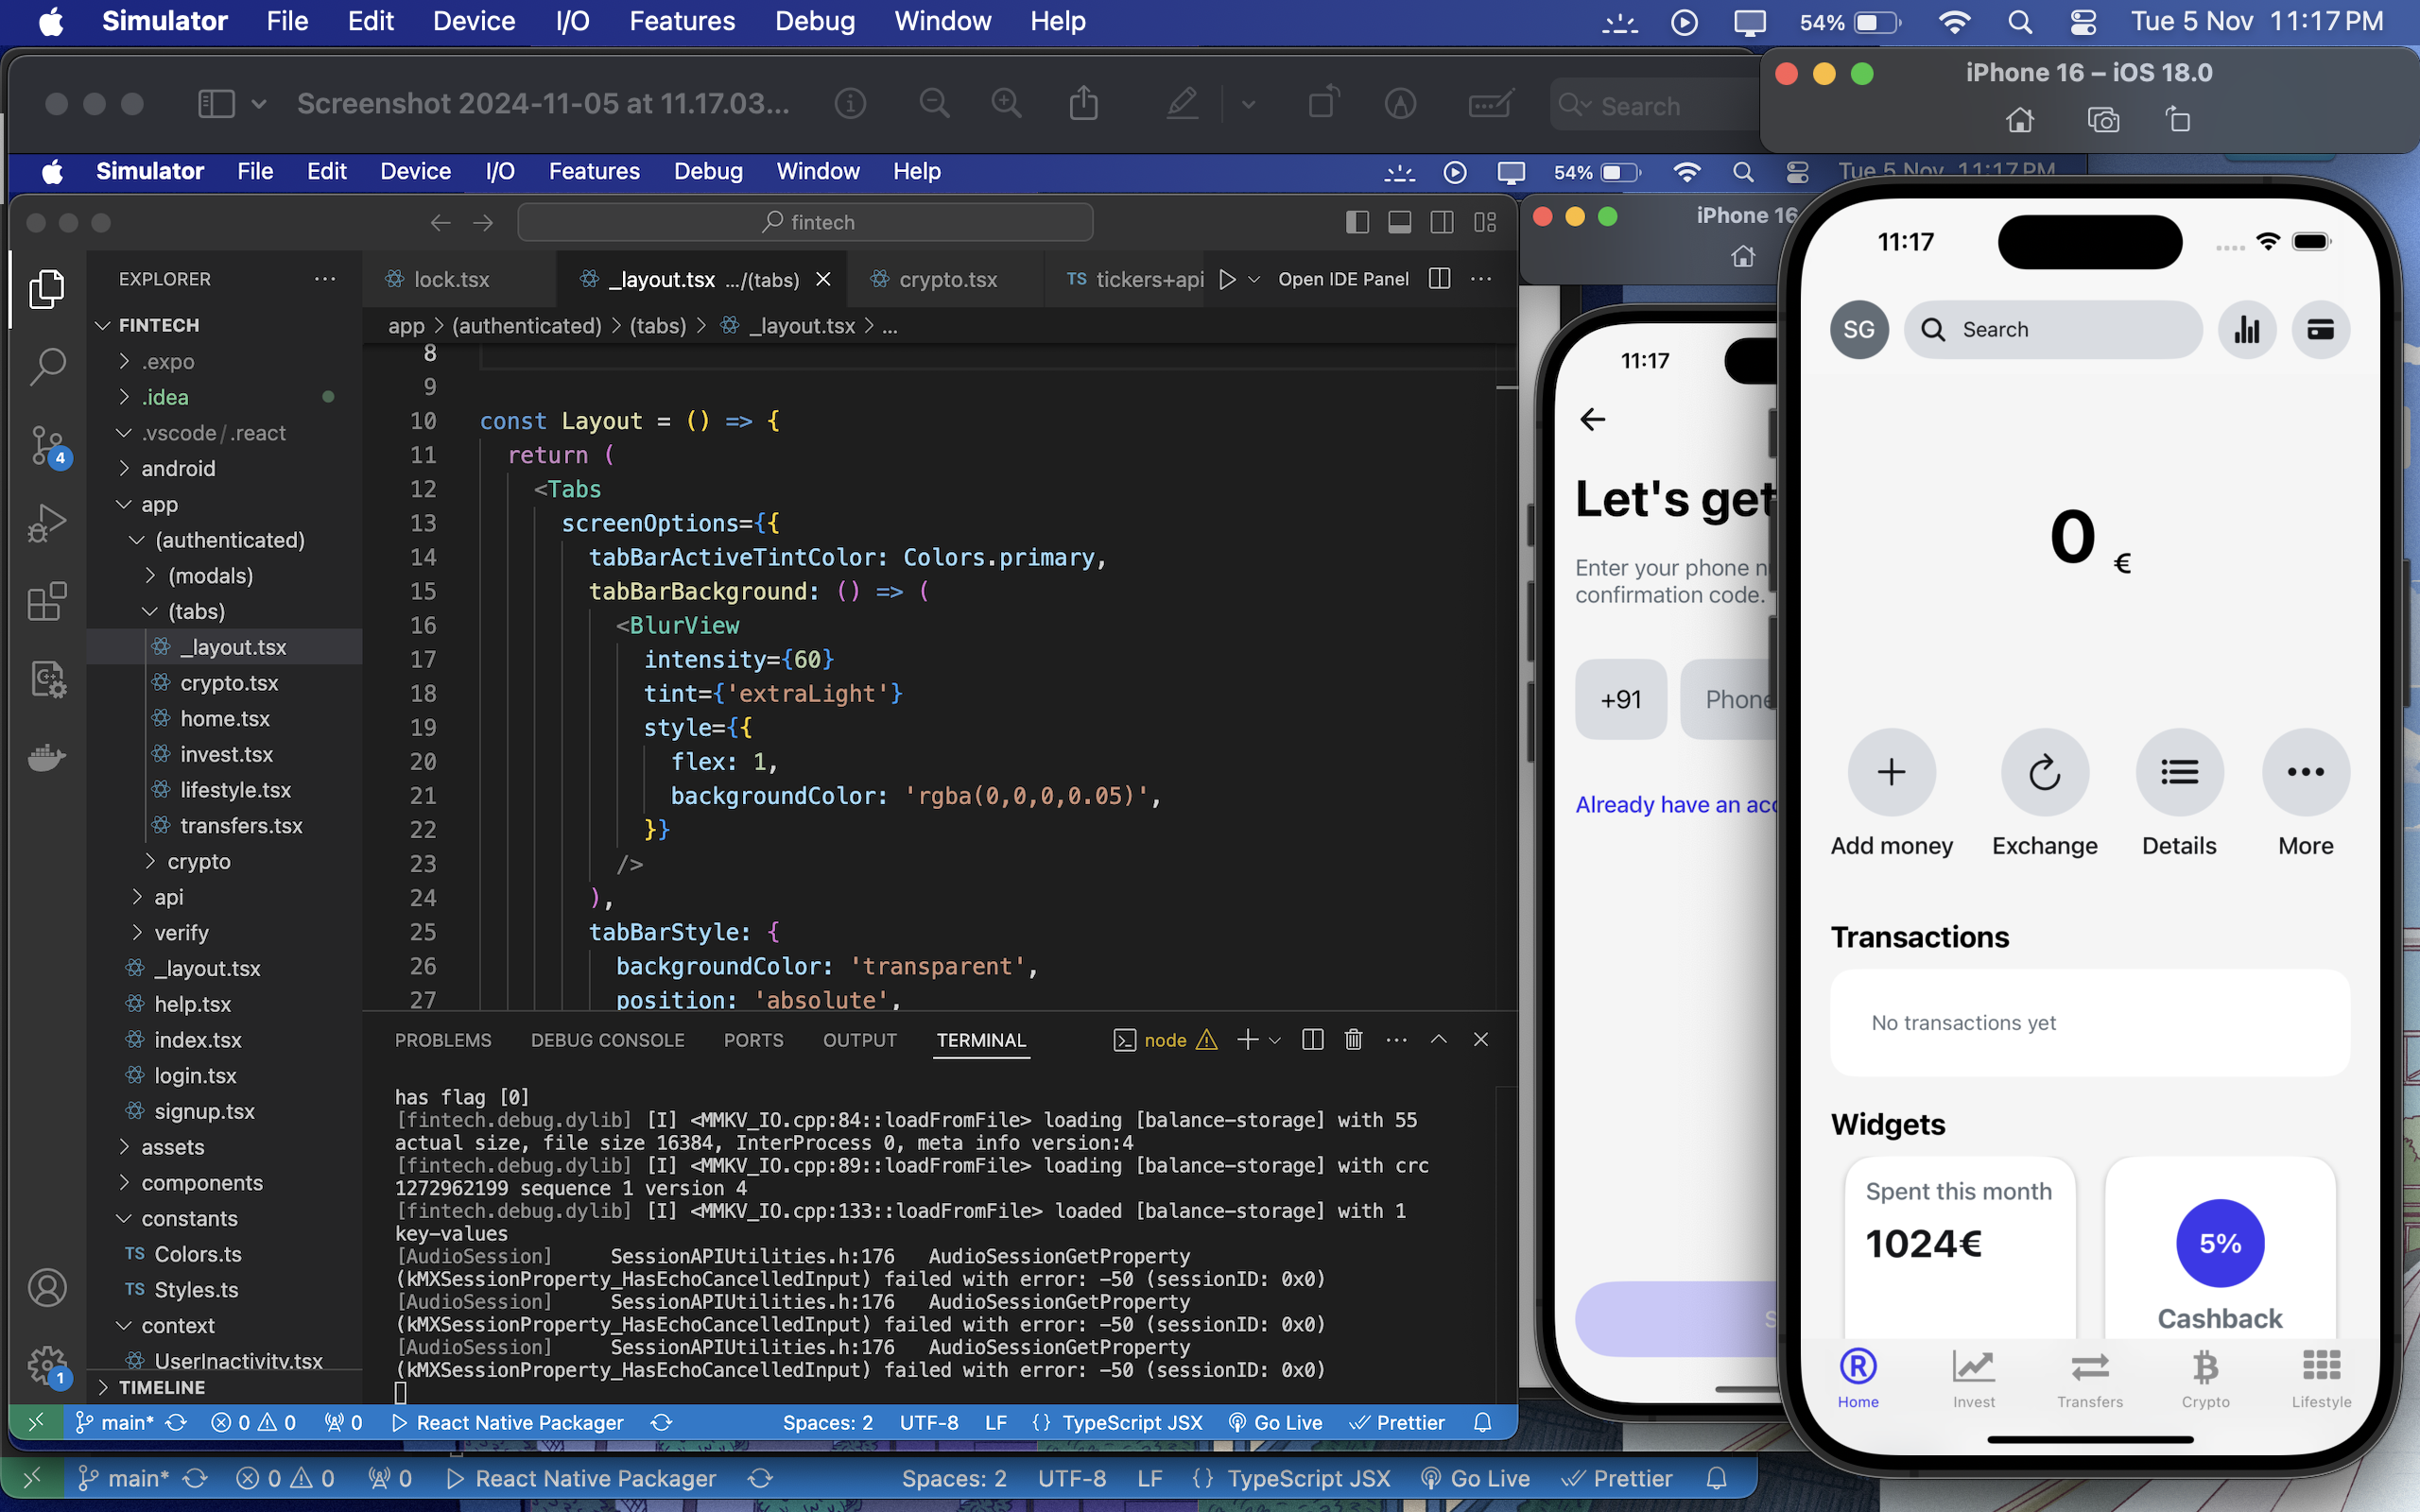 Simulator File Edit Device I/O Features Debug Window Help 54% Tue 5 Nov 11:17 PM
Screenshot 2024-11-05 at 11.17.03... Search
iPhone 16 – iOS 18.0
Simulator File Edit Device I/O Features Debug Window Help 54% Tue 5 Nov 11:17 PM
fintech
iPhone 16
EXPLORER
lock.tsx _layout.tsx .../(tabs) crypto.tsx TS tickers+api Open IDE Panel
FINTECH
app > (authenticated) > (tabs) > _layout.tsx > ...
.expo
.idea
.vscode / .react
android
app
(authenticated)
(modals)
(tabs)
_layout.tsx
crypto.tsx
home.tsx
invest.tsx
lifestyle.tsx
transfers.tsx
crypto
api
verify
_layout.tsx
help.tsx
index.tsx
login.tsx
signup.tsx
assets
components
constants
TS Colors.ts
TS Styles.ts
context
UserInactivity.tsx
TIMELINE
4
1
8
9
10 const Layout = () => {
11 return (
12 <Tabs
13 screenOptions={{
14 tabBarActiveTintColor: Colors.primary,
15 tabBarBackground: () => (
16 <BlurView
17 intensity={60}
18 tint={'extraLight'}
19 style={{
20 flex: 1,
21 backgroundColor: 'rgba(0,0,0,0.05)',
22 }}
23 />
24 ),
25 tabBarStyle: {
26 backgroundColor: 'transparent',
27 position: 'absolute',
PROBLEMS DEBUG CONSOLE PORTS OUTPUT TERMINAL node
has flag [0]
[fintech.debug.dylib] [I] <MMKV_IO.cpp:84::loadFromFile> loading [balance-storage] with 55
actual size, file size 16384, InterProcess 0, meta info version:4
[fintech.debug.dylib] [I] <MMKV_IO.cpp:89::loadFromFile> loading [balance-storage] with crc
1272962199 sequence 1 version 4
[fintech.debug.dylib] [I] <MMKV_IO.cpp:133::loadFromFile> loaded [balance-storage] with 1
key-values
[AudioSession] SessionAPIUtilities.h:176 AudioSessionGetProperty
(kMXSessionProperty_HasEchoCancelledInput) failed with error: -50 (sessionID: 0x0)
[AudioSession] SessionAPIUtilities.h:176 AudioSessionGetProperty
(kMXSessionProperty_HasEchoCancelledInput) failed with error: -50 (sessionID: 0x0)
[AudioSession] SessionAPIUtilities.h:176 AudioSessionGetProperty
(kMXSessionProperty_HasEchoCancelledInput) failed with error: -50 (sessionID: 0x0)
main* 0 0 0 React Native Packager Spaces: 2 UTF-8 LF {} TypeScript JSX Go Live Prettier
main* 0 0 0 React Native Packager Spaces: 2 UTF-8 LF {} TypeScript JSX Go Live Prettier
11:17
Let's get
Enter your phone
confirmation code.
+91 Phone
Already have an
S
11:17
SG Search
0 €
Add money Exchange Details More
Transactions
No transactions yet
Widgets
Spent this month
1024€
5%
Cashback
R
Home Invest Transfers Crypto Lifestyle